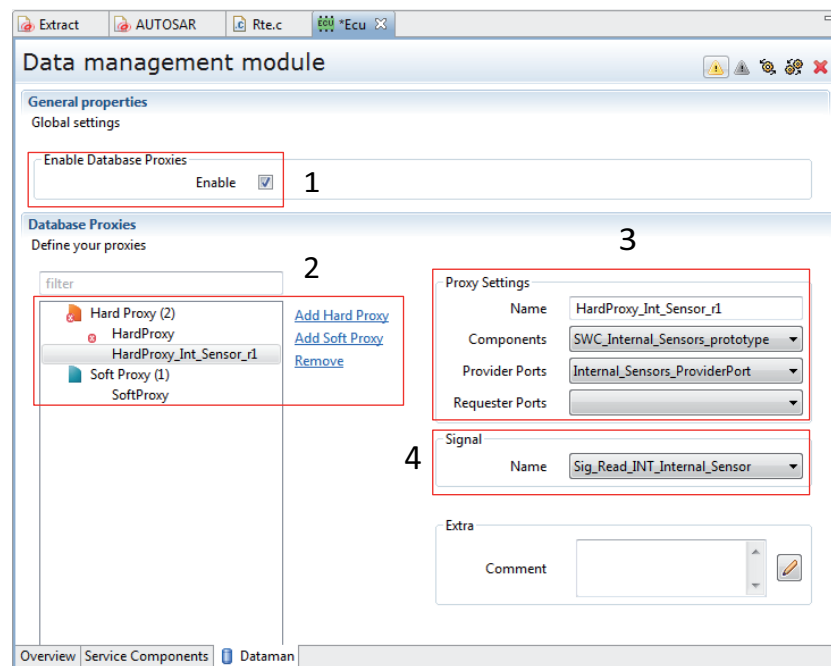 Extract AUTOSAR Rte.c *Ecu
Data management module
General properties
Global settings
Enable Database Proxies
Enable 1
Database Proxies
Define your proxies
2
3
filter
Hard Proxy (2)
HardProxy
HardProxy_Int_Sensor_r1
Soft Proxy (1)
SoftProxy
Add Hard Proxy
Add Soft Proxy
Remove
Proxy Settings
Name HardProxy_Int_Sensor_r1
Components SWC_Internal_Sensors_prototype
Provider Ports Internal_Sensors_ProviderPort
Requester Ports
4
Signal
Name Sig_Read_INT_Internal_Sensor
Extra
Comment
Overview Service Components Dataman